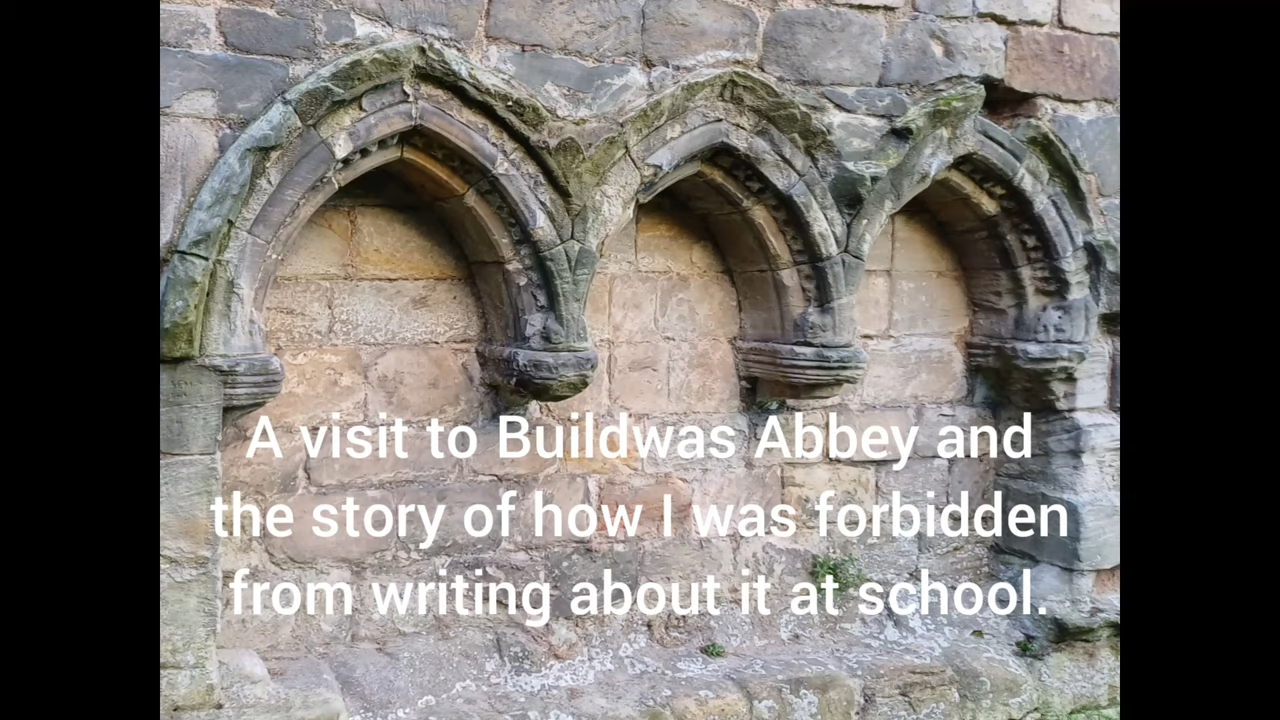 A visit to Buildwas Abbey and
the story of how I was forbidden
from writing about it at school.